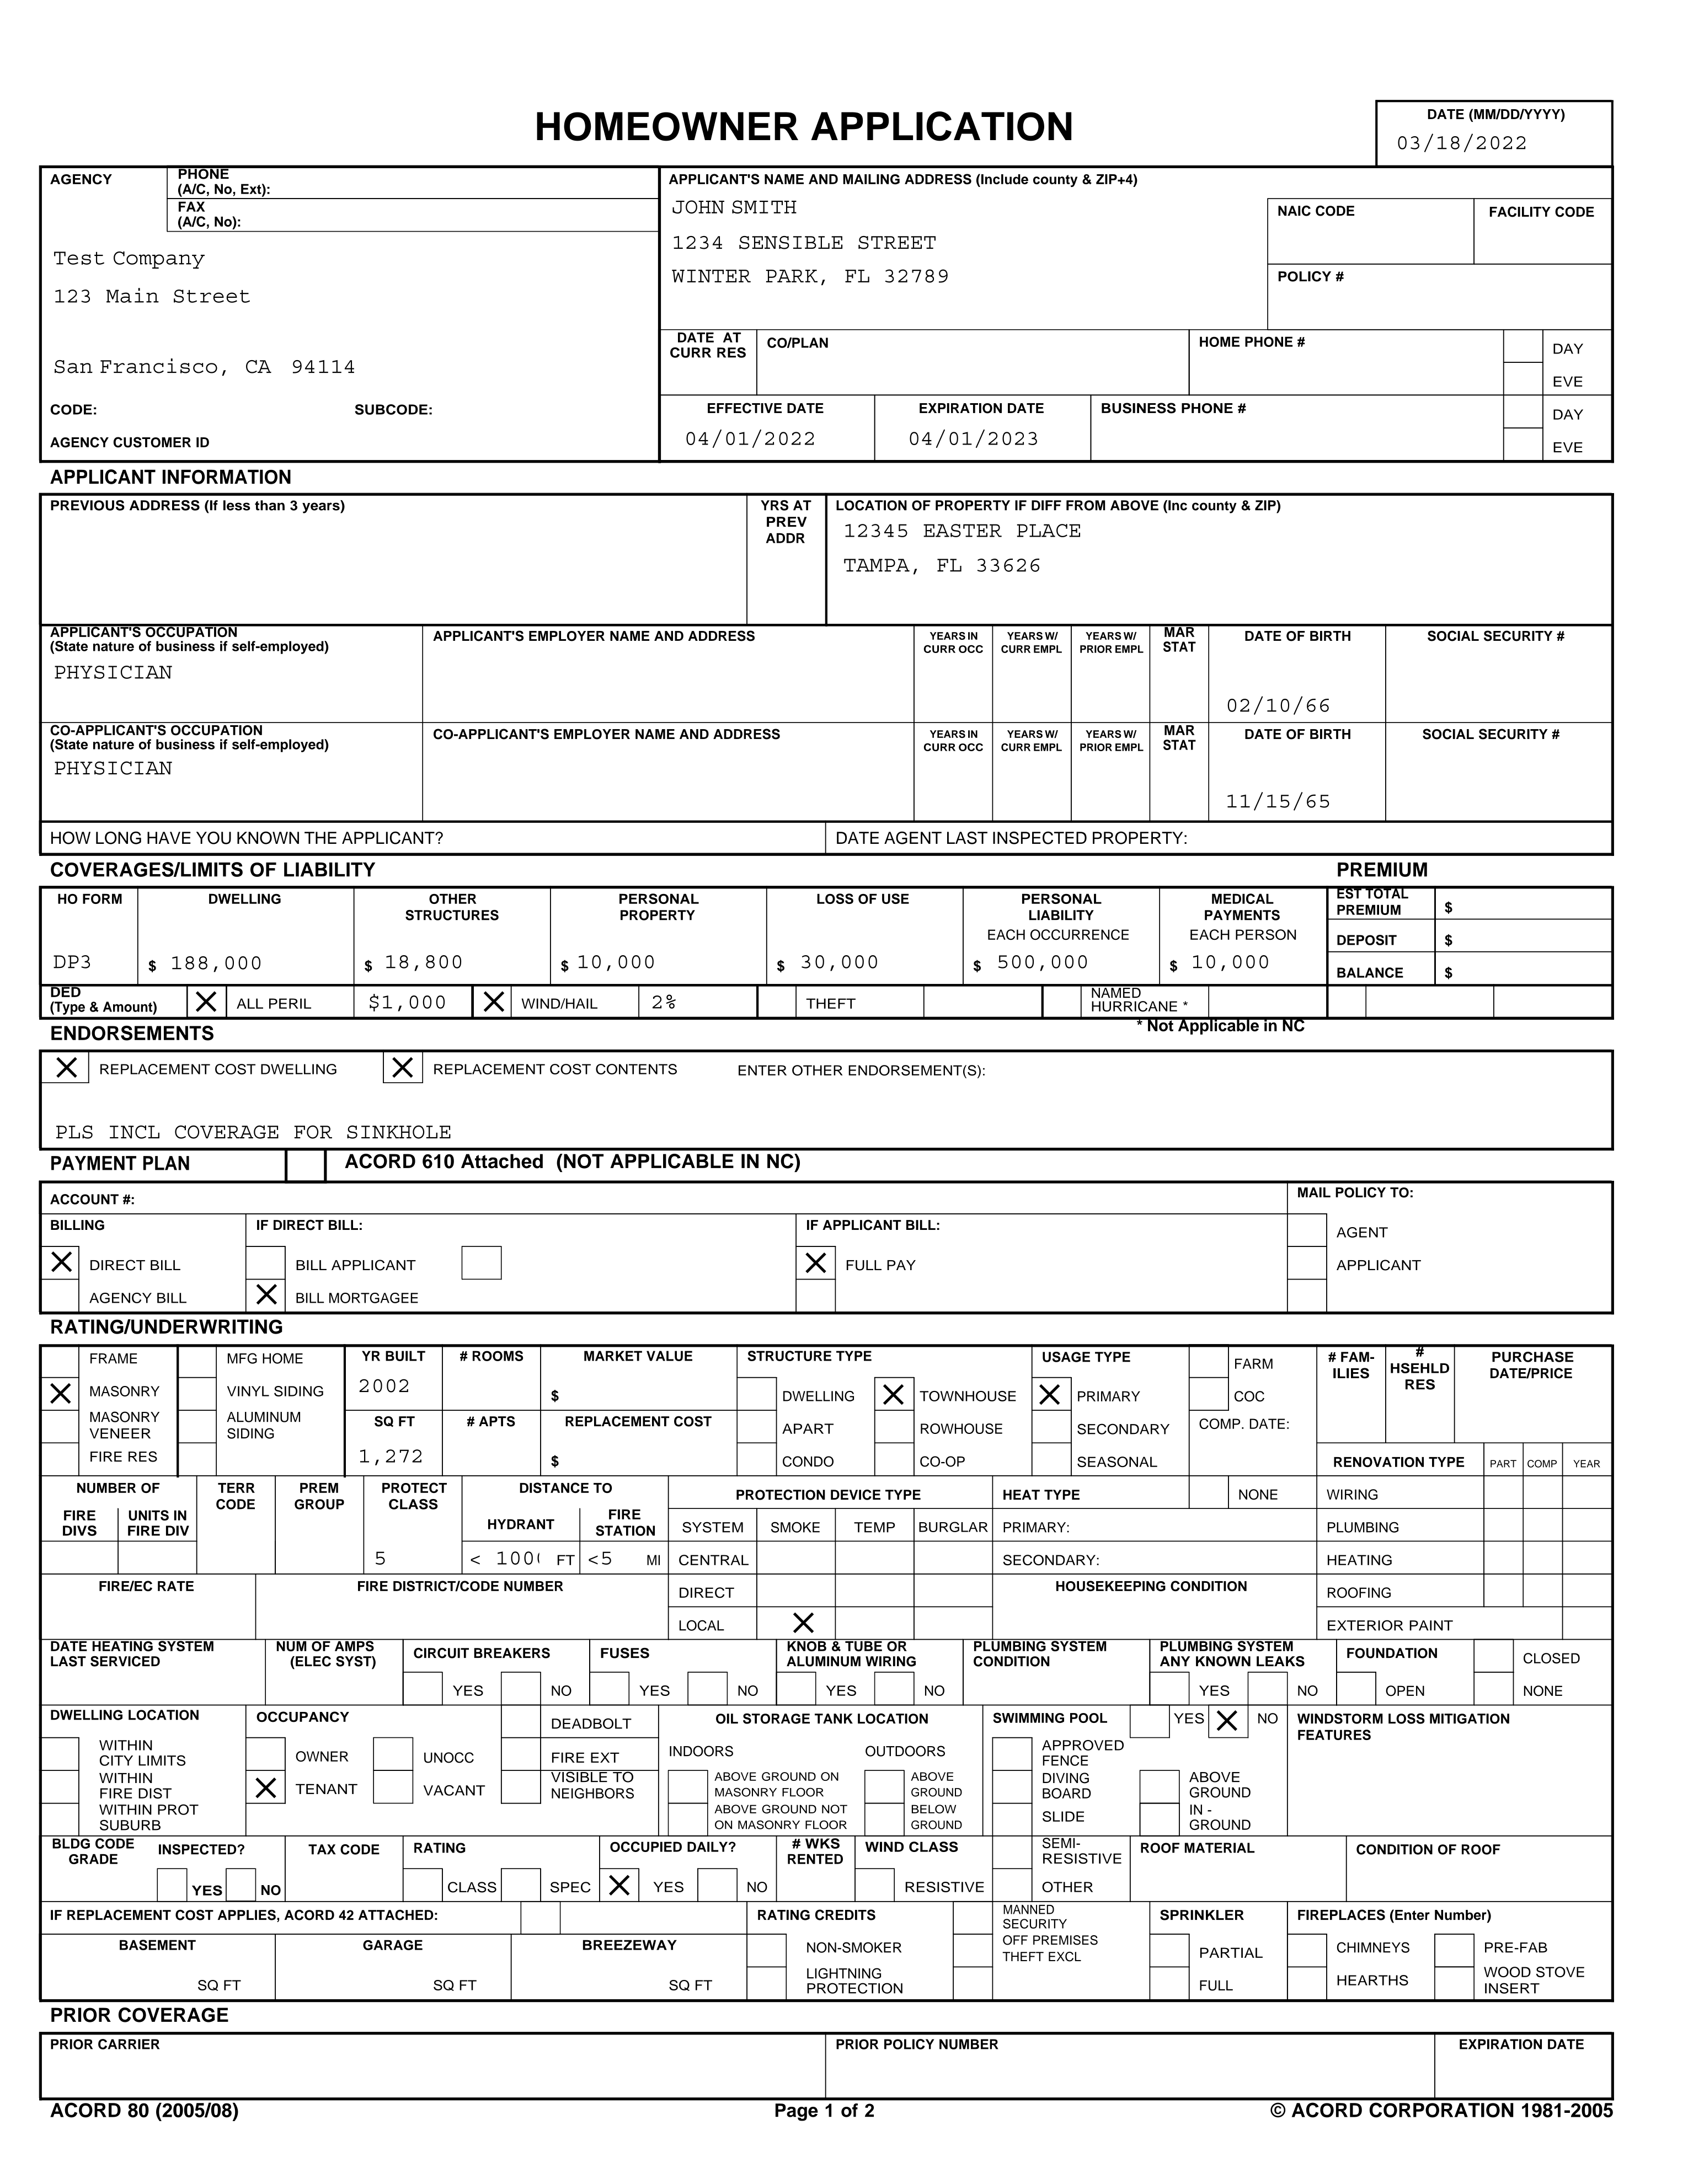 HOMEOWNER APPLICATION
DATE (MM/DD/YYYY)
03/18/2022
AGENCY
PHONE
(A/C, No, Ext):
FAX
(A/C, No):
Test Company
123 Main Street
San Francisco, CA 94114
CODE: SUBCODE:
AGENCY CUSTOMER ID
APPLICANT'S NAME AND MAILING ADDRESS (Include county & ZIP+4)
JOHN SMITH
1234 SENSIBLE STREET
WINTER PARK, FL 32789
NAIC CODE FACILITY CODE
POLICY #
DATE AT
CURR RES
CO/PLAN
HOME PHONE #
DAY
EVE
EFFECTIVE DATE EXPIRATION DATE BUSINESS PHONE #
04/01/2022 04/01/2023
DAY
EVE
APPLICANT INFORMATION
PREVIOUS ADDRESS (If less than 3 years)
YRS AT
PREV
ADDR
LOCATION OF PROPERTY IF DIFF FROM ABOVE (Inc county & ZIP)
12345 EASTER PLACE
TAMPA, FL 33626
APPLICANT'S OCCUPATION
(State nature of business if self-employed)
PHYSICIAN
APPLICANT'S EMPLOYER NAME AND ADDRESS
YEARS IN
CURR OCC
YEARS W/
CURR EMPL
YEARS W/
PRIOR EMPL
MAR
STAT
DATE OF BIRTH
02/10/66
SOCIAL SECURITY #
CO-APPLICANT'S OCCUPATION
(State nature of business if self-employed)
PHYSICIAN
CO-APPLICANT'S EMPLOYER NAME AND ADDRESS
YEARS IN
CURR OCC
YEARS W/
CURR EMPL
YEARS W/
PRIOR EMPL
MAR
STAT
DATE OF BIRTH
11/15/65
SOCIAL SECURITY #
HOW LONG HAVE YOU KNOWN THE APPLICANT? DATE AGENT LAST INSPECTED PROPERTY:
COVERAGES/LIMITS OF LIABILITY PREMIUM
HO FORM
DP3
DWELLING
$ 188,000
OTHER
STRUCTURES
$ 18,800
PERSONAL
PROPERTY
$ 10,000
LOSS OF USE
$ 30,000
PERSONAL
LIABILITY
EACH OCCURRENCE
$ 500,000
MEDICAL
PAYMENTS
EACH PERSON
$ 10,000
EST TOTAL
PREMIUM $
DEPOSIT $
BALANCE $
DED
(Type & Amount)
X ALL PERIL $1,000 X WIND/HAIL 2% THEFT
NAMED
HURRICANE *
* Not Applicable in NC
ENDORSEMENTS
X REPLACEMENT COST DWELLING X REPLACEMENT COST CONTENTS ENTER OTHER ENDORSEMENT(S):
PLS INCL COVERAGE FOR SINKHOLE
PAYMENT PLAN ACORD 610 Attached (NOT APPLICABLE IN NC)
ACCOUNT #: MAIL POLICY TO:
BILLING IF DIRECT BILL: IF APPLICANT BILL: AGENT
X DIRECT BILL BILL APPLICANT X FULL PAY APPLICANT
AGENCY BILL X BILL MORTGAGEE
RATING/UNDERWRITING
FRAME
X MASONRY
MASONRY
VENEER
FIRE RES
MFG HOME
VINYL SIDING
ALUMINUM
SIDING
YR BUILT
2002
SQ FT
1,272
# ROOMS
# APTS
MARKET VALUE
$
REPLACEMENT COST
$
STRUCTURE TYPE
DWELLING X TOWNHOUSE
APART ROWHOUSE
CONDO CO-OP
USAGE TYPE
X PRIMARY
SECONDARY
SEASONAL
FARM
COC
COMP. DATE:
# FAM-
ILIES
#
HSEHLD
RES
PURCHASE
DATE/PRICE
RENOVATION TYPE PART COMP YEAR
WIRING
PLUMBING
HEATING
ROOFING
EXTERIOR PAINT
NUMBER OF
FIRE
DIVS
UNITS IN
FIRE DIV
TERR
CODE
PREM
GROUP
PROTECT
CLASS
5
DISTANCE TO
HYDRANT
< 100 FT
FIRE
STATION
<5 MI
PROTECTION DEVICE TYPE
SYSTEM SMOKE TEMP BURGLAR
CENTRAL
DIRECT
LOCAL X
HEAT TYPE NONE
PRIMARY:
SECONDARY:
HOUSEKEEPING CONDITION
FIRE/EC RATE FIRE DISTRICT/CODE NUMBER
DATE HEATING SYSTEM
LAST SERVICED
NUM OF AMPS
(ELEC SYST)
CIRCUIT BREAKERS
YES NO
FUSES
YES NO
KNOB & TUBE OR
ALUMINUM WIRING
YES NO
PLUMBING SYSTEM
CONDITION
PLUMBING SYSTEM
ANY KNOWN LEAKS
YES NO
FOUNDATION CLOSED
OPEN NONE
DWELLING LOCATION
WITHIN
CITY LIMITS
WITHIN
FIRE DIST
WITHIN PROT
SUBURB
OCCUPANCY
OWNER UNOCC
X TENANT VACANT
DEADBOLT
FIRE EXT
VISIBLE TO
NEIGHBORS
OIL STORAGE TANK LOCATION
INDOORS OUTDOORS
ABOVE GROUND ON
MASONRY FLOOR
ABOVE GROUND NOT
ON MASONRY FLOOR
ABOVE
GROUND
BELOW
GROUND
SWIMMING POOL YES X NO
APPROVED
FENCE
DIVING
BOARD
SLIDE
ABOVE
GROUND
IN -
GROUND
WINDSTORM LOSS MITIGATION
FEATURES
BLDG CODE
GRADE
INSPECTED?
YES NO
TAX CODE
RATING
CLASS SPEC
OCCUPIED DAILY?
X YES NO
# WKS
RENTED
WIND CLASS
RESISTIVE
SEMI-
RESISTIVE
OTHER
ROOF MATERIAL
CONDITION OF ROOF
IF REPLACEMENT COST APPLIES, ACORD 42 ATTACHED:
BASEMENT
SQ FT
GARAGE
SQ FT
BREEZEWAY
SQ FT
RATING CREDITS
NON-SMOKER
LIGHTNING
PROTECTION
MANNED
SECURITY
OFF PREMISES
THEFT EXCL
SPRINKLER
PARTIAL
FULL
FIREPLACES (Enter Number)
CHIMNEYS PRE-FAB
HEARTHS
WOOD STOVE
INSERT
PRIOR COVERAGE
PRIOR CARRIER PRIOR POLICY NUMBER EXPIRATION DATE
ACORD 80 (2005/08) Page 1 of 2 © ACORD CORPORATION 1981-2005